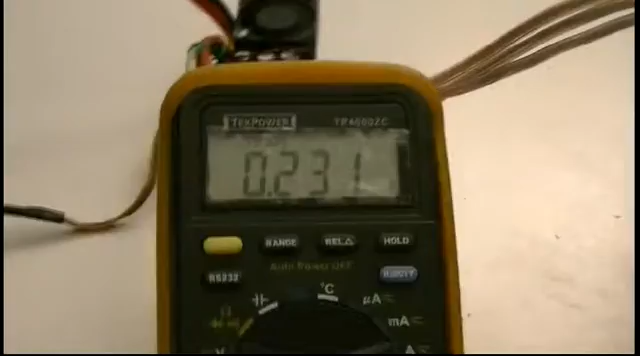 TEKPOWER TP4000ZC
0.231
RANGE REL△ HOLD
RS232 Auto Power OFF
°C µA
mA
V A